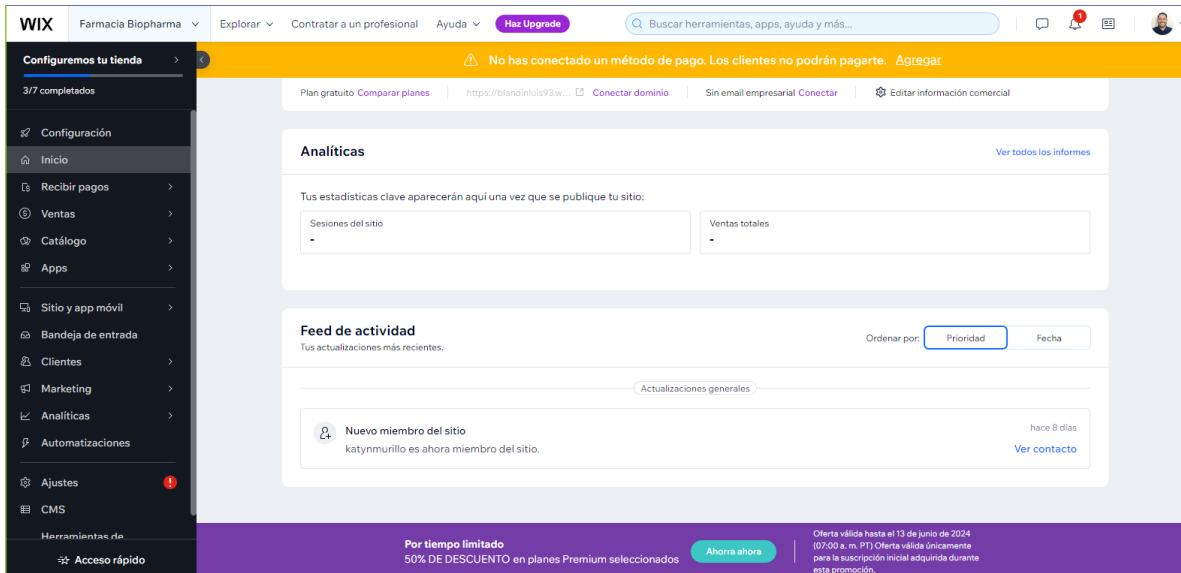 WIX
Farmacia Biopharma
Explorar
Contratar a un profesional
Ayuda
Haz Upgrade
Buscar herramientas, apps, ayuda y más...
1
Configuremos tu tienda
3/7 completados
Configuración
Inicio
Recibir pagos
Ventas
Catálogo
Apps
Sitio y app móvil
Bandeja de entrada
Clientes
Marketing
Analíticas
Automatizaciones
Ajustes
CMS
Herramientas de
Acceso rápido
No has conectado un método de pago. Los clientes no podrán pagarte. Agregar
Plan gratuito Comparar planes
https://blandinluis93.w... Conectar dominio
Sin email empresarial Conectar
Editar información comercial
Analíticas
Ver todos los informes
Tus estadísticas clave aparecerán aquí una vez que se publique tu sitio:
Sesiones del sitio
-
Ventas totales
-
Feed de actividad
Tus actualizaciones más recientes.
Ordenar por:
Prioridad
Fecha
Actualizaciones generales
Nuevo miembro del sitio
hace 8 días
katynmurillo es ahora miembro del sitio.
Ver contacto
Por tiempo limitado
50% DE DESCUENTO en planes Premium seleccionados
Ahorra ahora
Oferta válida hasta el 13 de junio de 2024
(07:00 a. m. PT) Oferta válida únicamente
para la suscripción inicial adquirida durante
esta promoción.